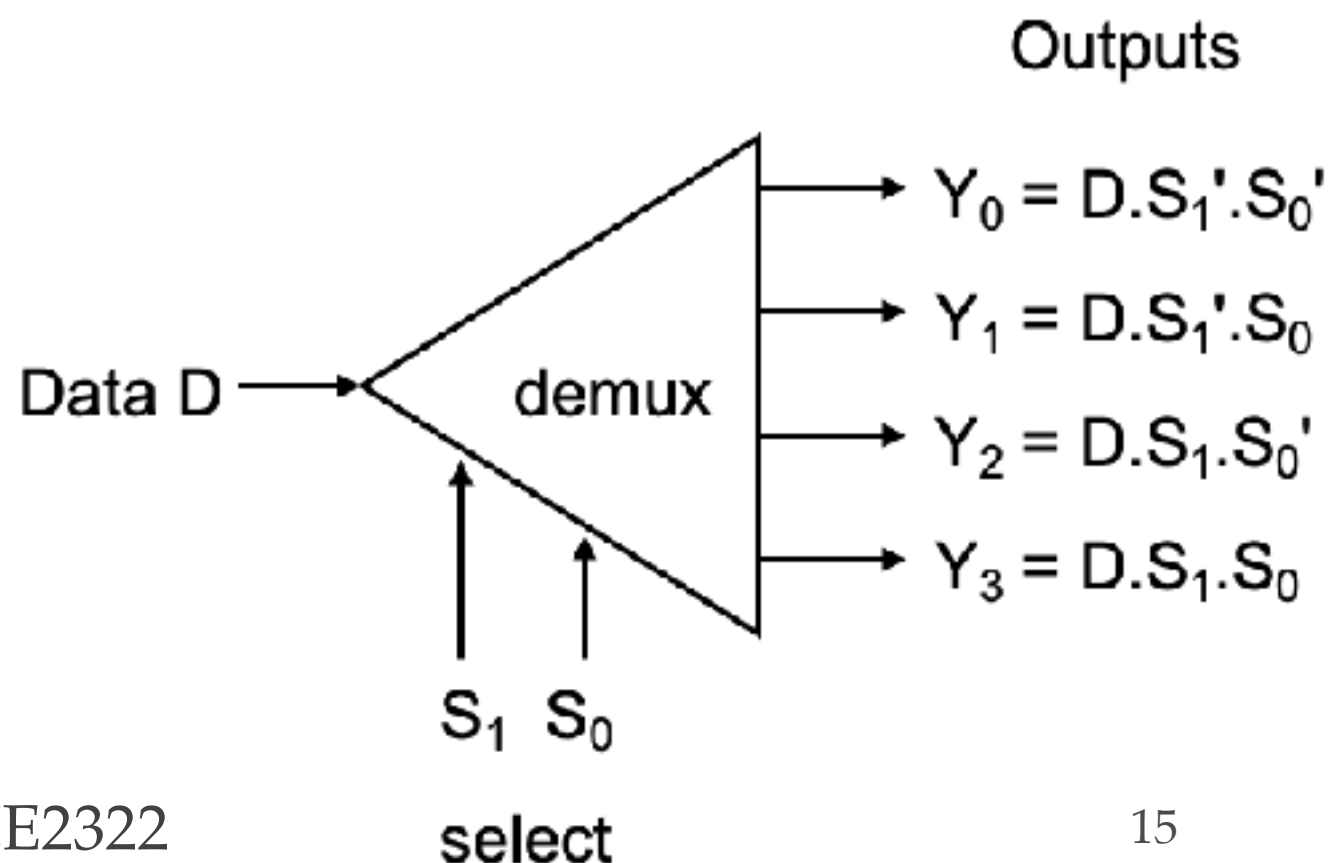 Outputs
Y₀ = D.S₁'.S₀'
Y₁ = D.S₁'.S₀
Data D
demux
Y₂ = D.S₁.S₀'
Y₃ = D.S₁.S₀
S₁ S₀
select
E2322
15